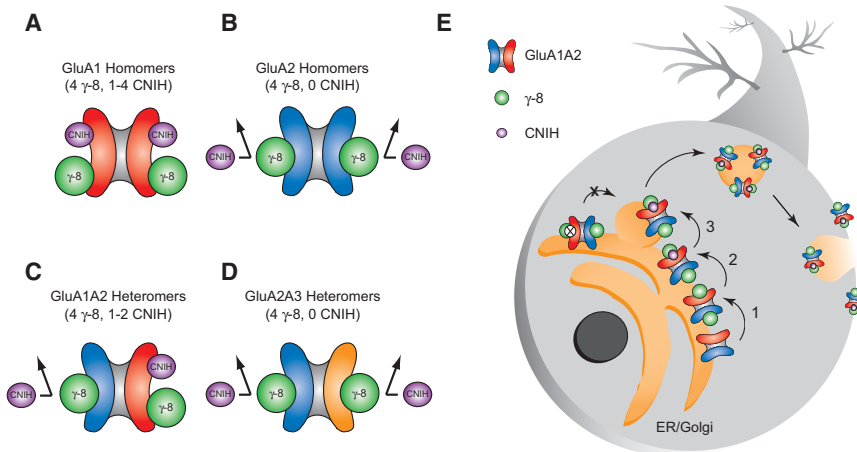 A
GluA1 Homomers
(4 γ-8, 1-4 CNIH)
CNIH
CNIH
γ-8
γ-8
B
GluA2 Homomers
(4 γ-8, 0 CNIH)
CNIH
γ-8
γ-8
CNIH
C
GluA1A2 Heteromers
(4 γ-8, 1-2 CNIH)
CNIH
γ-8
CNIH
γ-8
D
GluA2A3 Heteromers
(4 γ-8, 0 CNIH)
CNIH
γ-8
γ-8
CNIH
E
GluA1A2
γ-8
CNIH
x
3
2
1
ER/Golgi